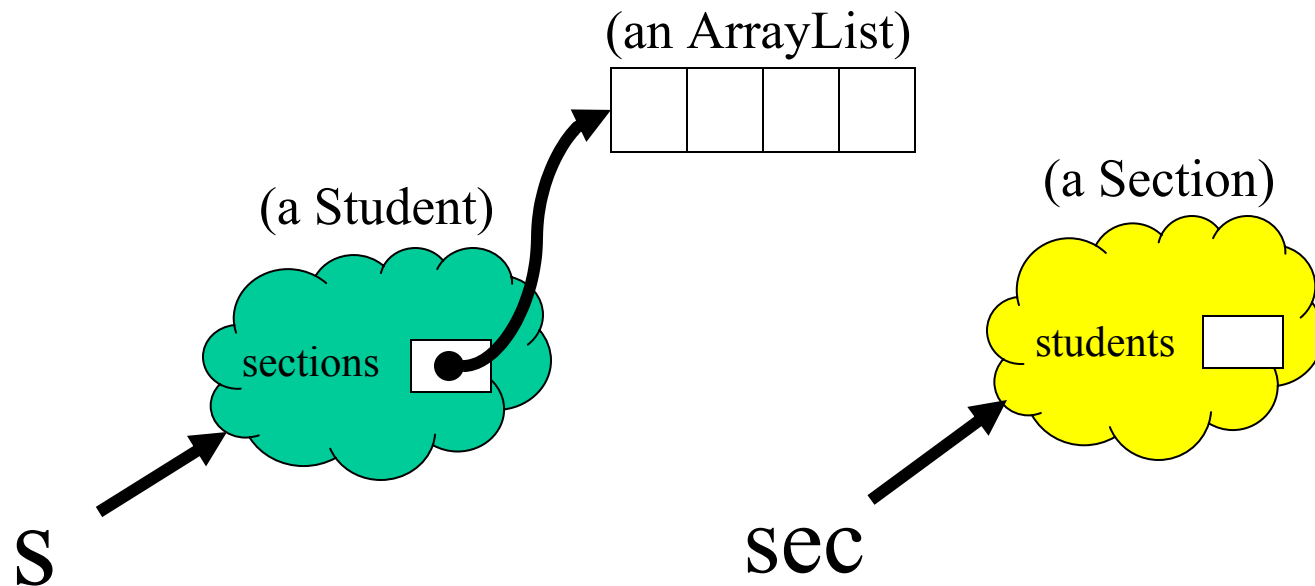 (an ArrayList)
(a Section)
(a Student)
students
sections
s
sec